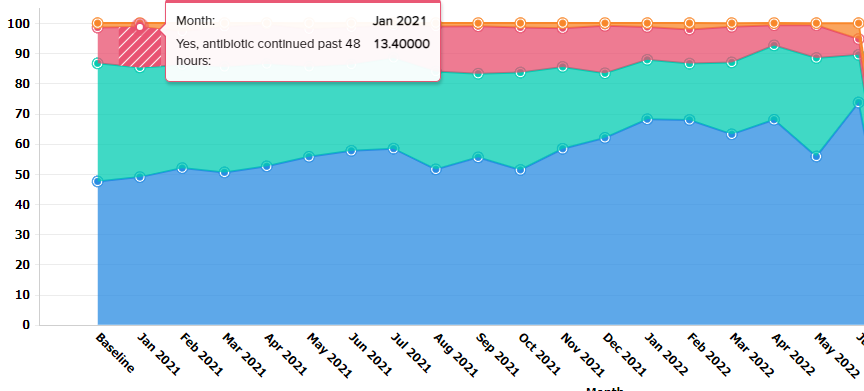 100
Month: Jan 2021
Yes, antibiotic continued past 48 13.40000
hours:
90
80
70
60
50
40
30
20
10
0
Baseline
Jan 2021
Feb 2021
Mar 2021
Apr 2021
May 2021
Jun 2021
Jul 2021
Aug 2021
Sep 2021
Oct 2021
Nov 2021
Dec 2021
Jan 2022
Feb 2022
Mar 2022
Apr 2022
May 2022
Month